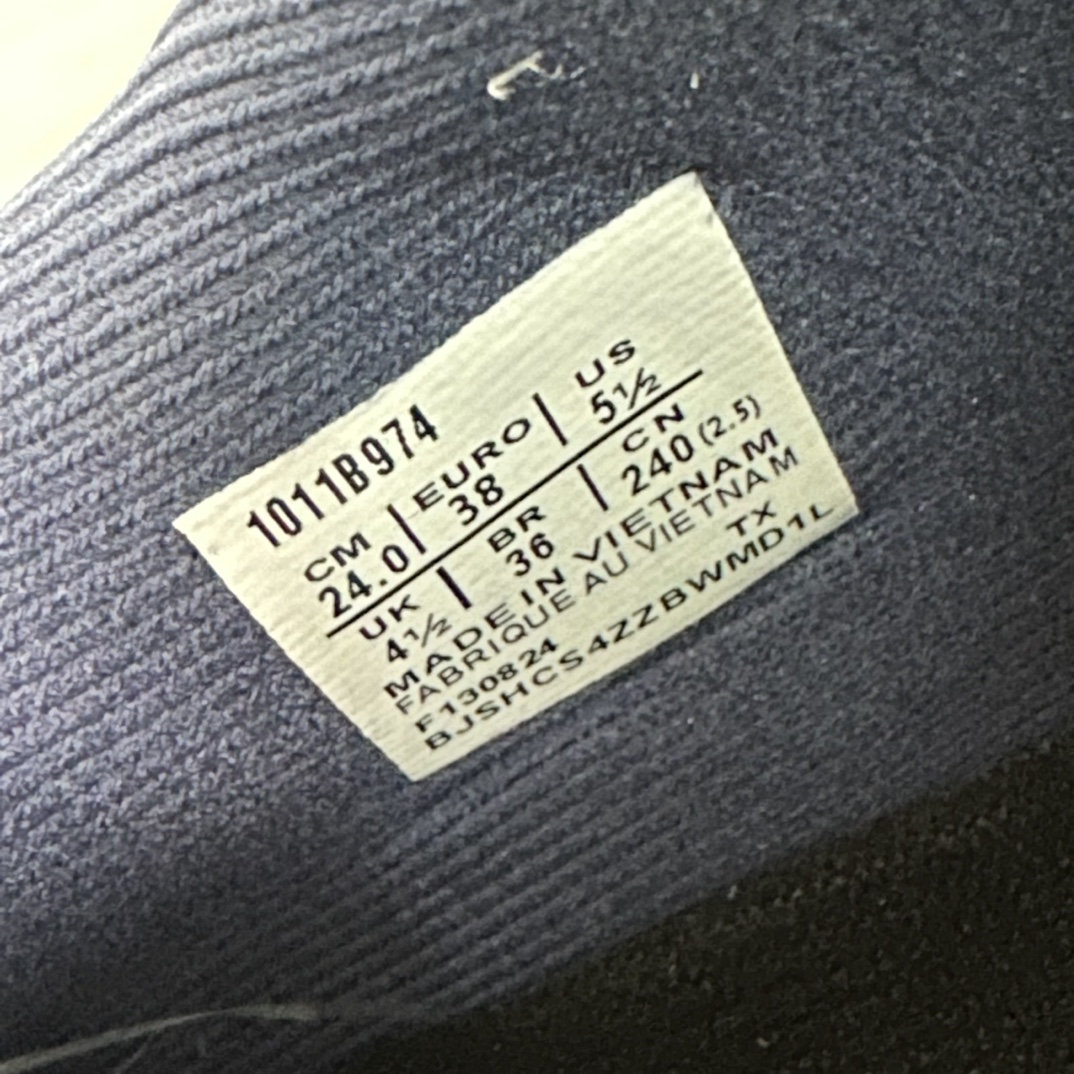 1011B974
CM | EURO | US
24.0 | 38 | 5½
UK | BR | CN
4½ | 36 | 240 (2.5)
MADE IN VIETNAM
FABRIQUE AU VIETNAM
F130824 TX
BJSHCS4ZZBWMD1L